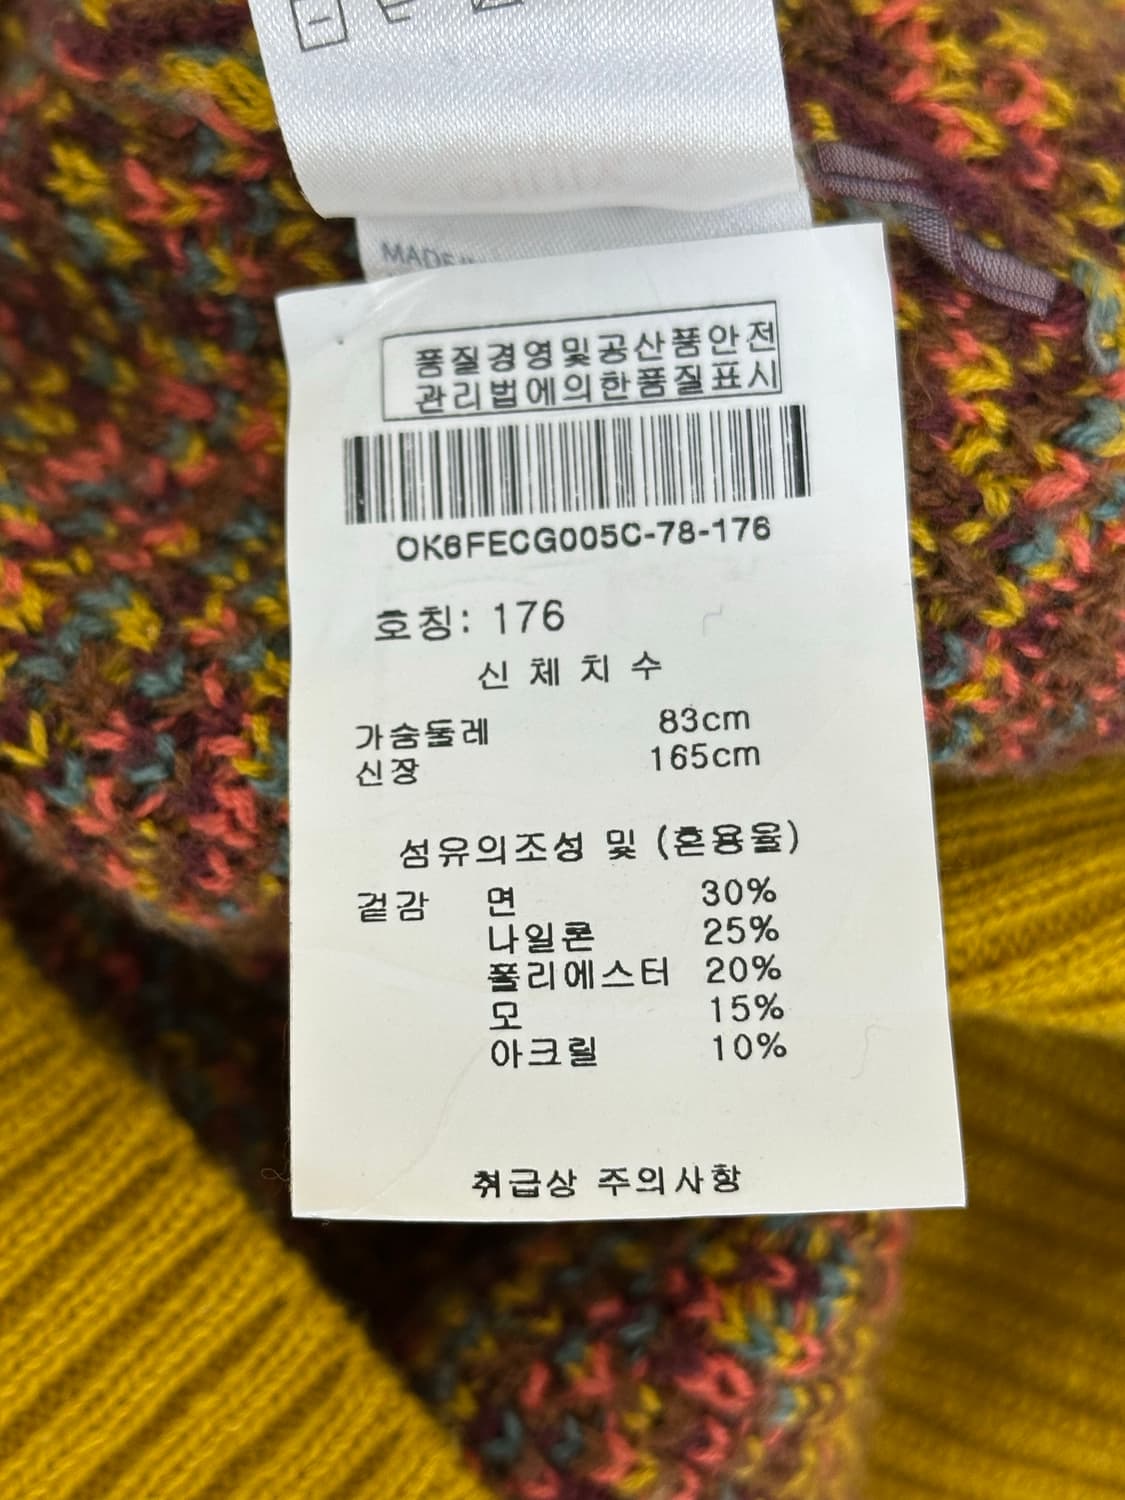 MADE IN
품질경영및공산품안전
관리법에의한품질표시
OK6FECG005C-78-176
호칭: 176
신체치수
가슴둘레 83cm
신장 165cm
섬유의조성 및 (혼용율)
겉감 면 30%
나일론 25%
폴리에스터 20%
모 15%
아크릴 10%
취급상 주의사항